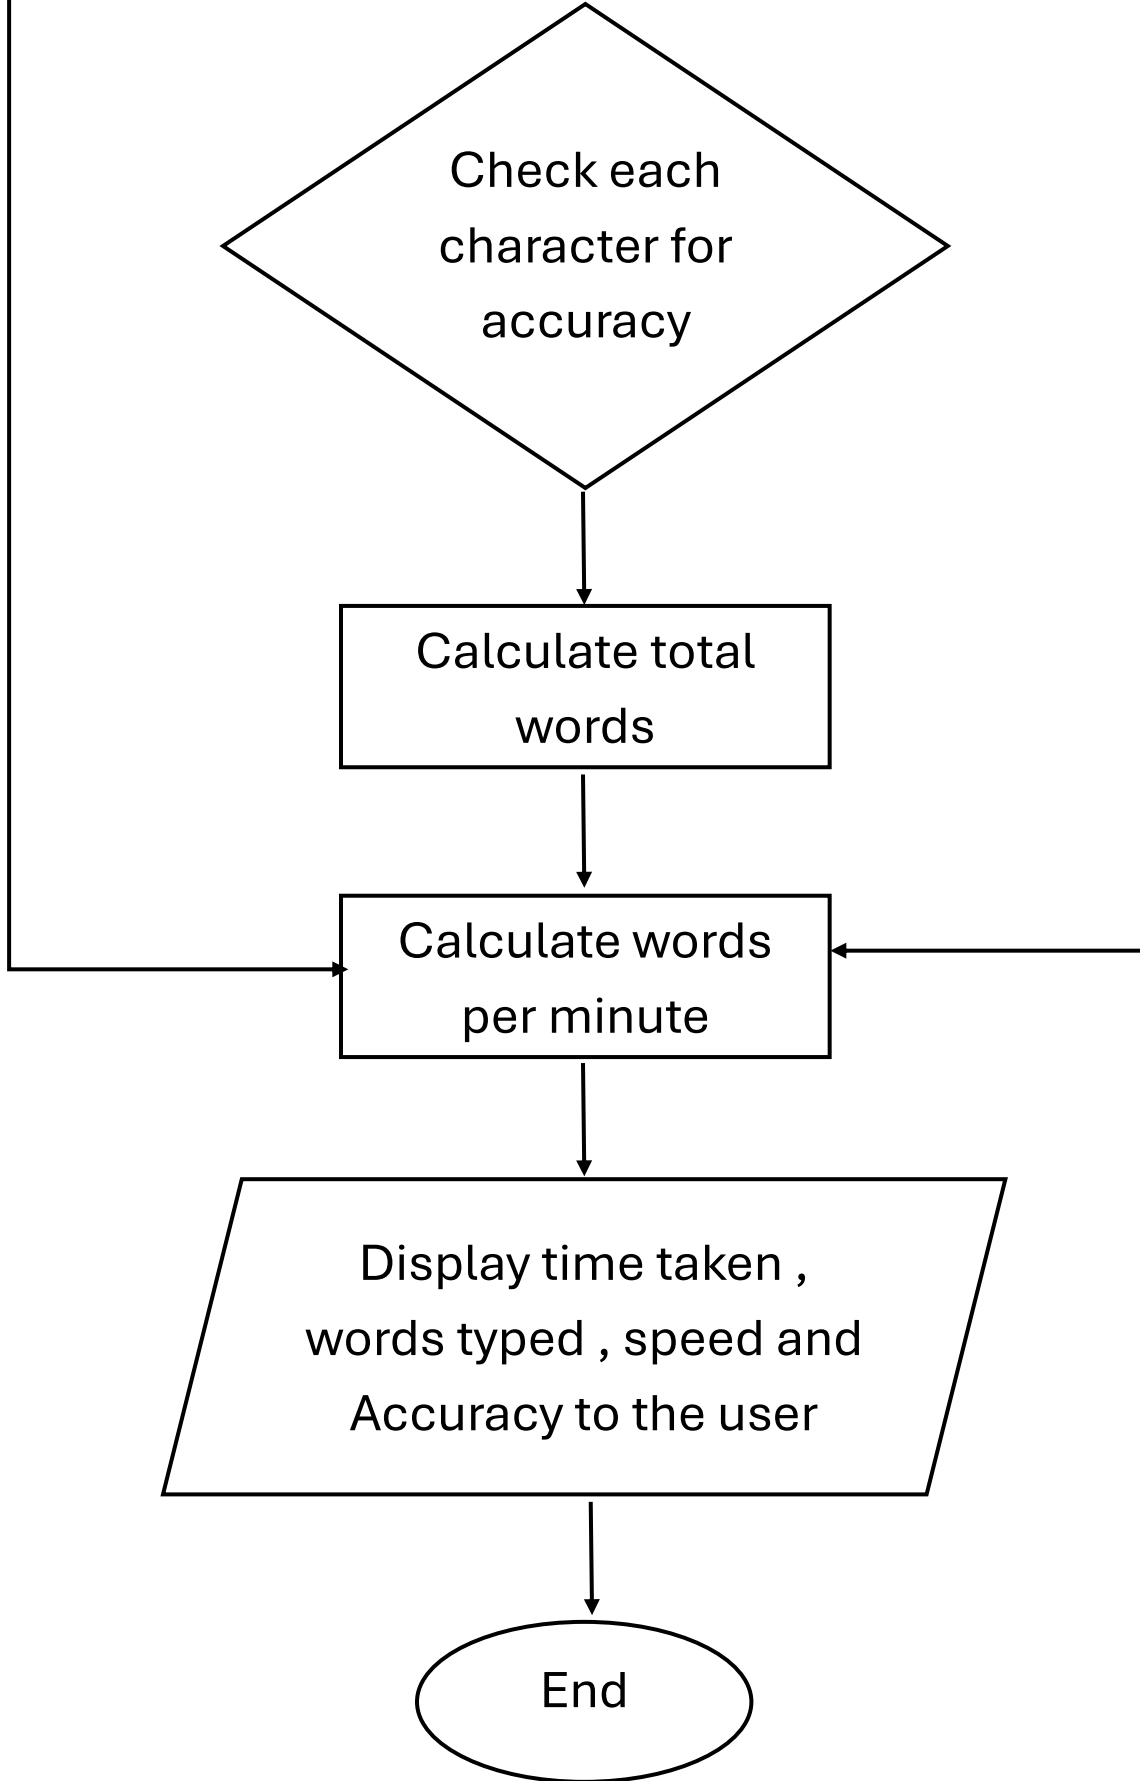 Check each
character for
accuracy
Calculate total
words
Calculate words
per minute
Display time taken ,
words typed , speed and
Accuracy to the user
End